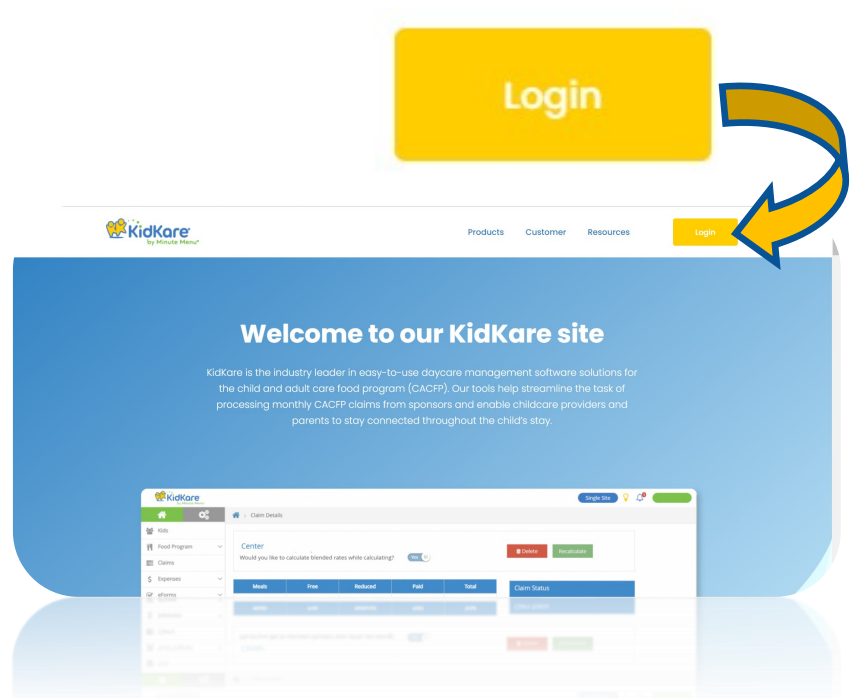 Login
KidKare
by Minute Menu®
Products Customer Resources Login
Welcome to our KidKare site
KidKare is the industry leader in easy-to-use daycare management software solutions for
the child and adult care food program (CACFP). Our tools help streamline the task of
processing monthly CACFP claims from sponsors and enable childcare providers and
parents to stay connected throughout the child's stay.
KidKare
by Minute Menu
Single Site
Claim Details
Kids
Food Program
Center
Would you like to calculate blended rates while calculating? Yes
Delete Recalculate
Claims
Expenses
Meals Free Reduced Paid Total
Claim Status
eForms